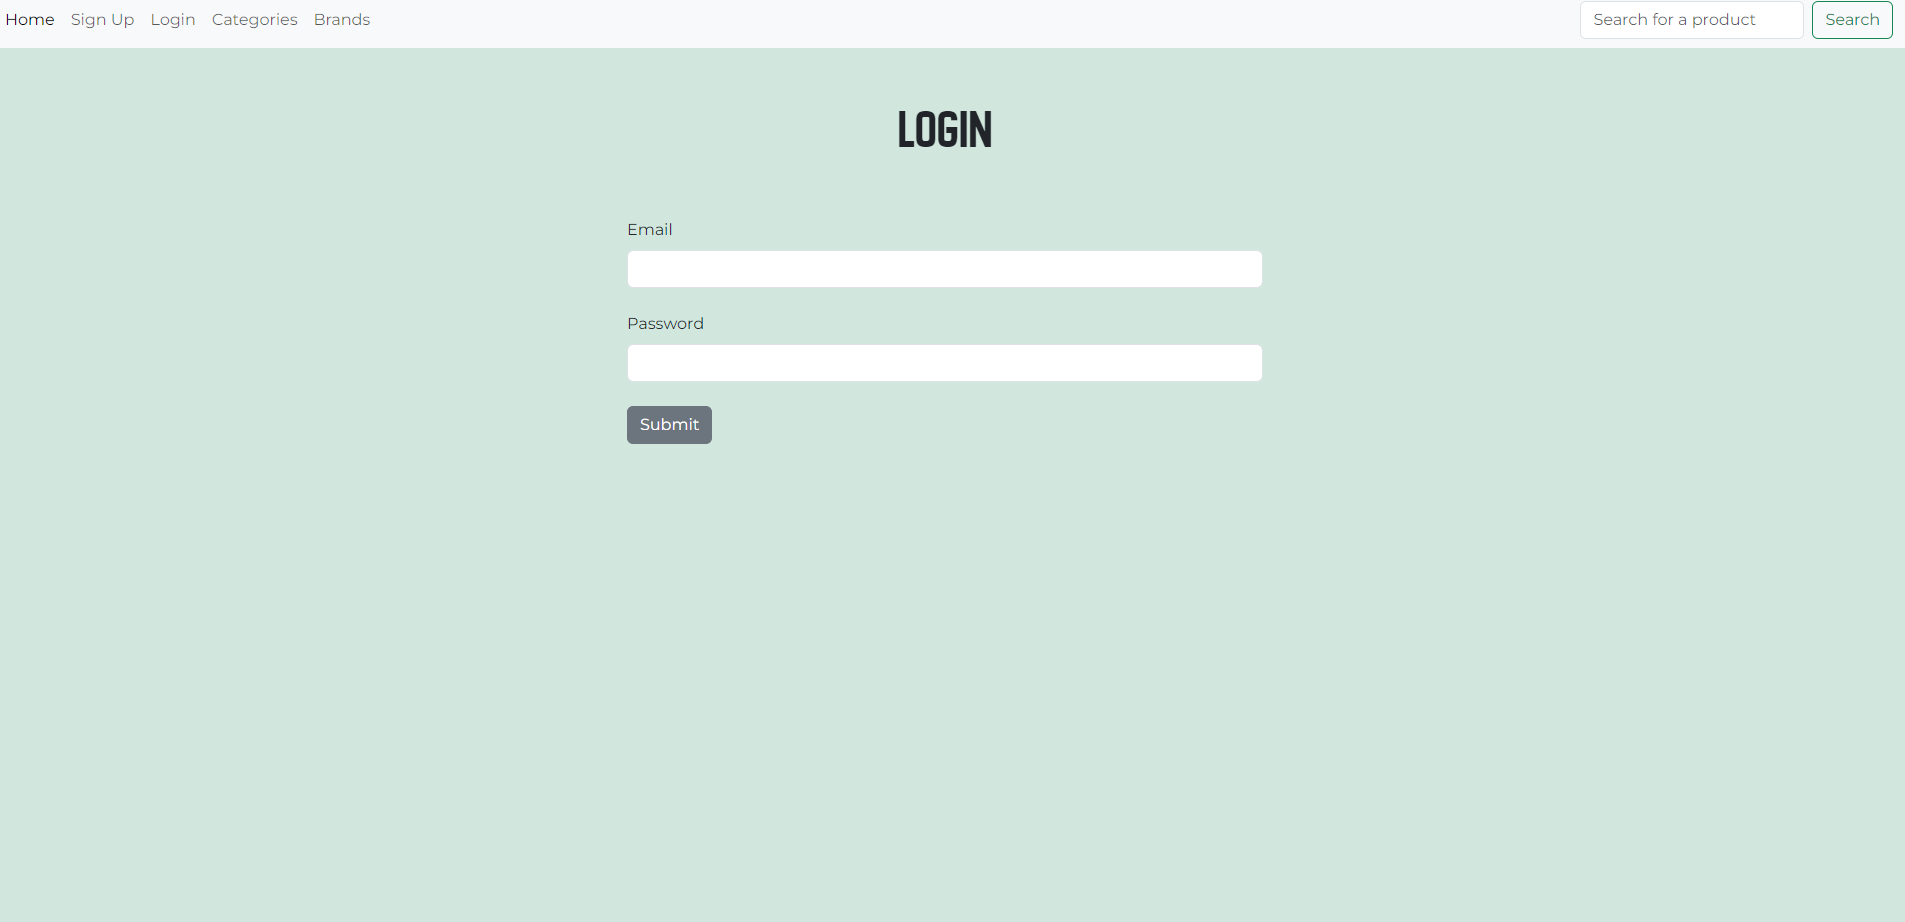 Home Sign Up Login Categories Brands Search for a product Search
LOGIN
Email
Password
Submit